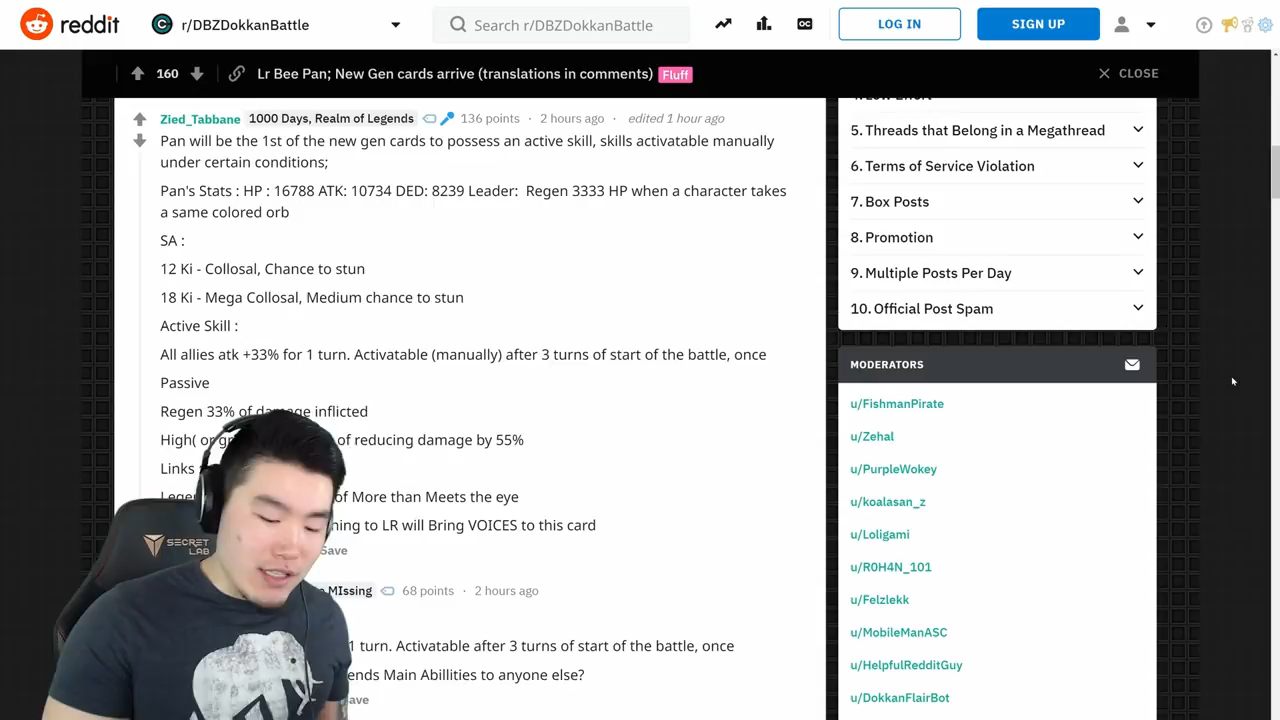 reddit
r/DBZDokkanBattle
Search r/DBZDokkanBattle
OC
LOG IN
SIGN UP
160
Lr Bee Pan; New Gen cards arrive (translations in comments) Fluff
CLOSE
Zied_Tabbane 1000 Days, Realm of Legends 136 points · 2 hours ago · edited 1 hour ago
Pan will be the 1st of the new gen cards to possess an active skill, skills activatable manually
under certain conditions;
Pan's Stats : HP : 16788 ATK: 10734 DED: 8239 Leader: Regen 3333 HP when a character takes
a same colored orb
SA :
12 Ki - Collosal, Chance to stun
18 Ki - Mega Collosal, Medium chance to stun
Active Skill :
All allies atk +33% for 1 turn. Activatable (manually) after 3 turns of start of the battle, once
Passive
Regen 33% of damage inflicted
High( or of reducing damage by 55%
Links
of More than Meets the eye
to LR will Bring VOICES to this card
Save
MIssing 68 points · 2 hours ago
1 turn. Activatable after 3 turns of start of the battle, once
Main Abillities to anyone else?
5. Threads that Belong in a Megathread
6. Terms of Service Violation
7. Box Posts
8. Promotion
9. Multiple Posts Per Day
10. Official Post Spam
MODERATORS
u/FishmanPirate
u/Zehal
u/PurpleWokey
u/koalasan_z
u/Loligami
u/R0H4N_101
u/Felzlekk
u/MobileManASC
u/HelpfulRedditGuy
u/DokkanFlairBot
SECRET
LAB